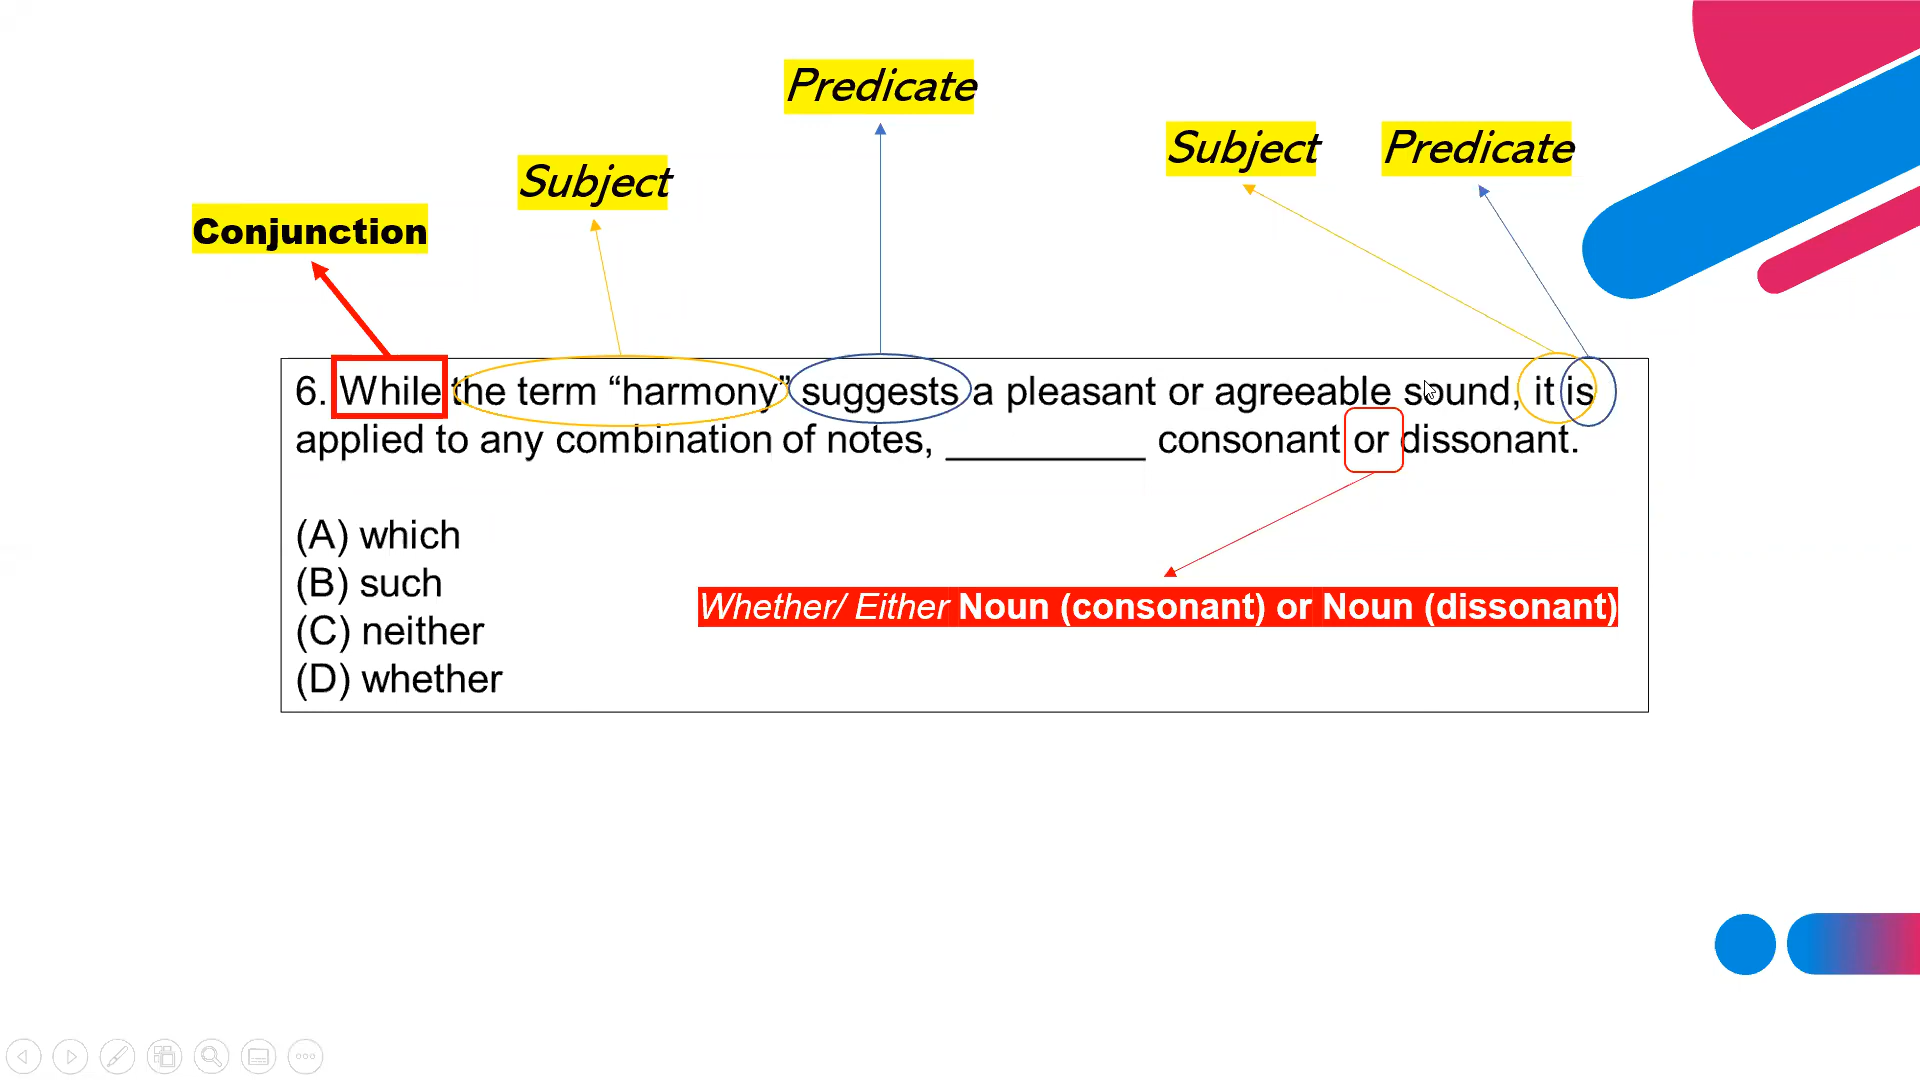 Predicate
Subject Predicate
Subject
Conjunction
6. While the term “harmony” suggests a pleasant or agreeable sound, it is
applied to any combination of notes, _________ consonant or dissonant.
(A) which
(B) such
(C) neither
(D) whether
Whether/ Either Noun (consonant) or Noun (dissonant)